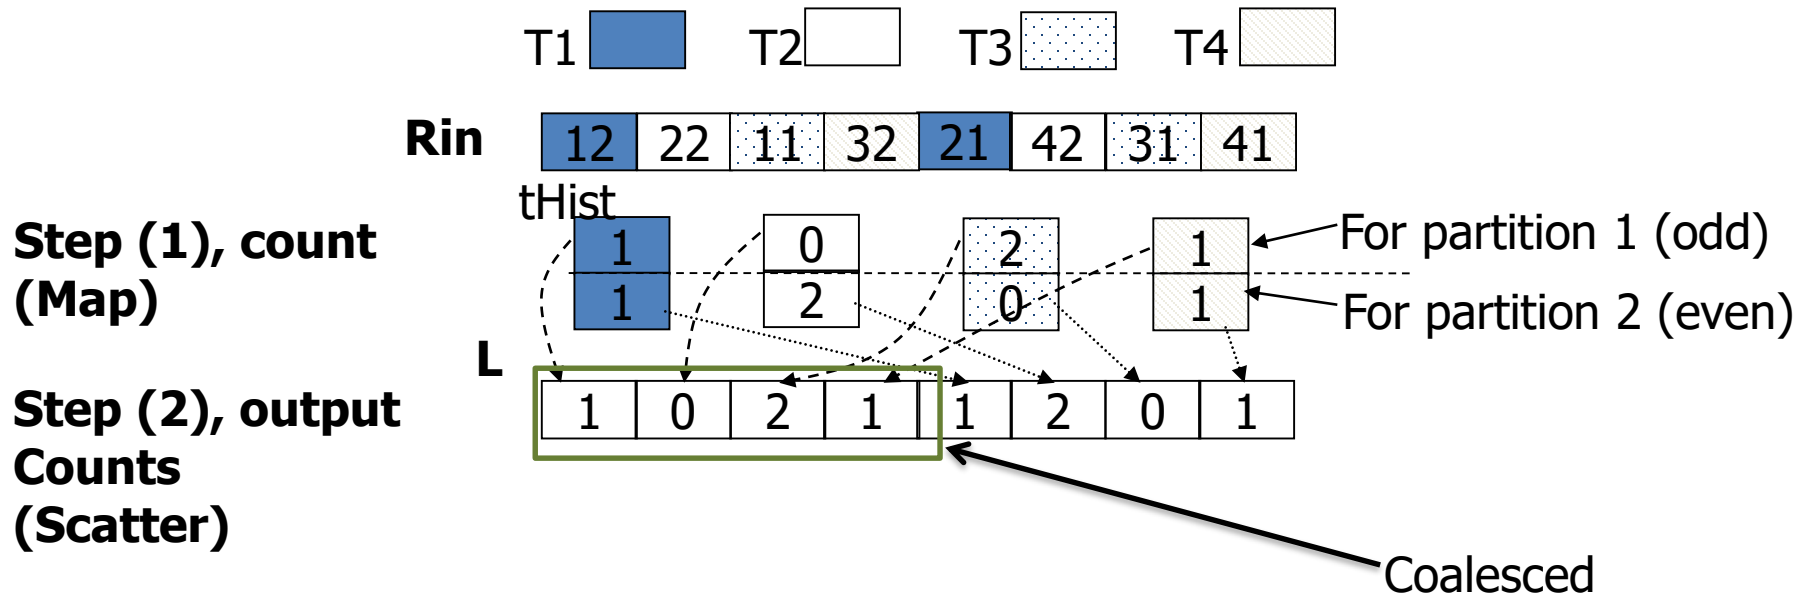 T1 T2 T3 T4
Rin 12 22 11 32 21 42 31 41
tHist
Step (1), count
(Map)
1 0 2 1
For partition 1 (odd)
1 2 0 1
For partition 2 (even)
L
1 0 2 1 1 2 0 1
Step (2), output
Counts
(Scatter)
Coalesced